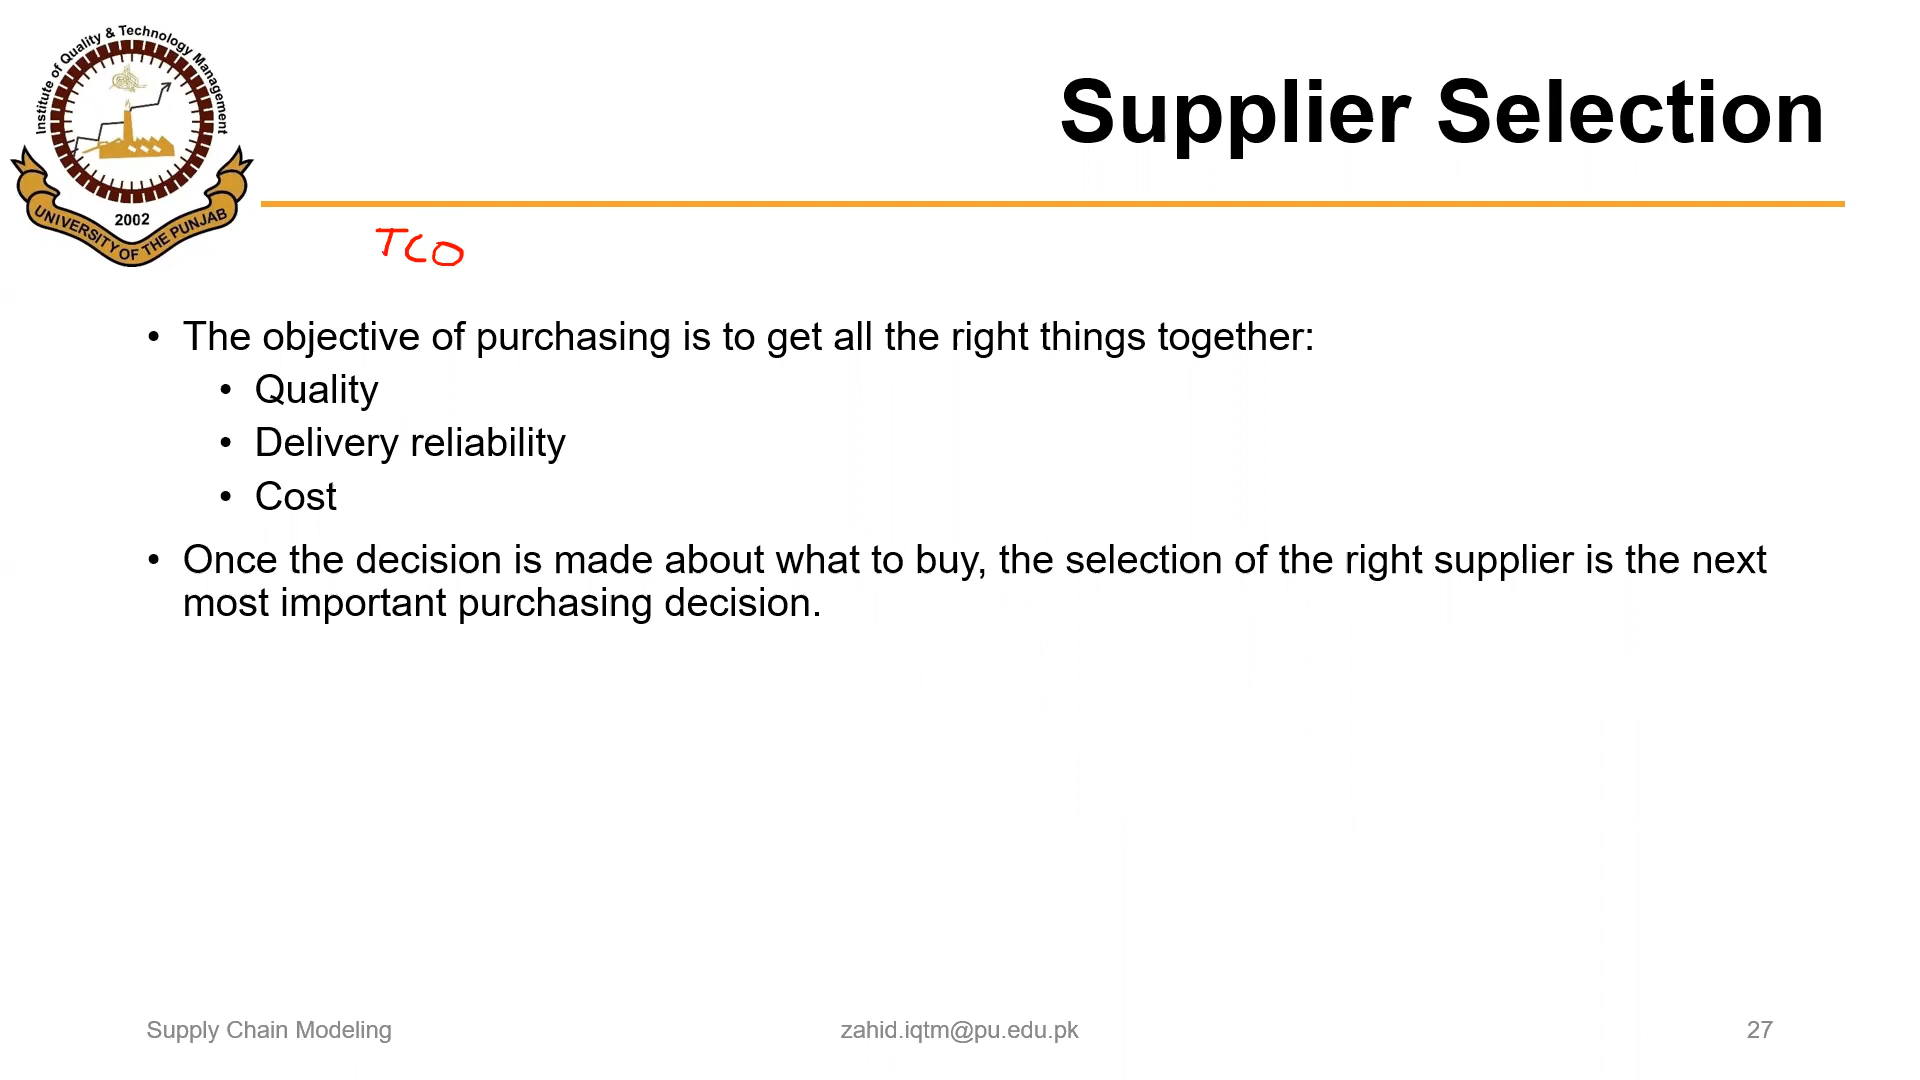 Institute of Quality & Technology Management
2002
UNIVERSITY OF THE PUNJAB
Supplier Selection
TCO
• The objective of purchasing is to get all the right things together:
• Quality
• Delivery reliability
• Cost
• Once the decision is made about what to buy, the selection of the right supplier is the next
most important purchasing decision.
Supply Chain Modeling
zahid.iqtm@pu.edu.pk
27